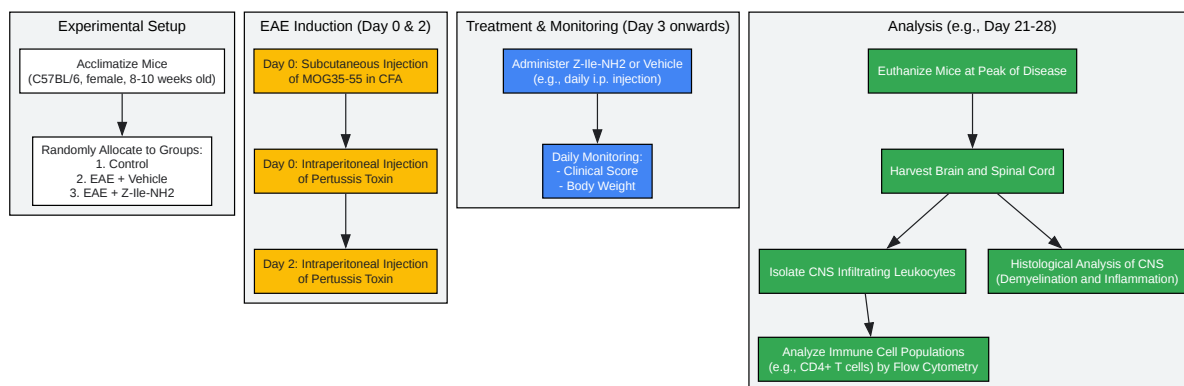 Experimental Setup
Acclimatize Mice
(C57BL/6, female, 8-10 weeks old)
Randomly Allocate to Groups:
1. Control
2. EAE + Vehicle
3. EAE + Z-Ile-NH2
EAE Induction (Day 0 & 2)
Day 0: Subcutaneous Injection
of MOG35-55 in CFA
Day 0: Intraperitoneal Injection
of Pertussis Toxin
Day 2: Intraperitoneal Injection
of Pertussis Toxin
Treatment & Monitoring (Day 3 onwards)
Administer Z-Ile-NH2 or Vehicle
(e.g., daily i.p. injection)
Daily Monitoring:
- Clinical Score
- Body Weight
Analysis (e.g., Day 21-28)
Euthanize Mice at Peak of Disease
Harvest Brain and Spinal Cord
Isolate CNS Infiltrating Leukocytes
Histological Analysis of CNS
(Demyelination and Inflammation)
Analyze Immune Cell Populations
(e.g., CD4+ T cells) by Flow Cytometry